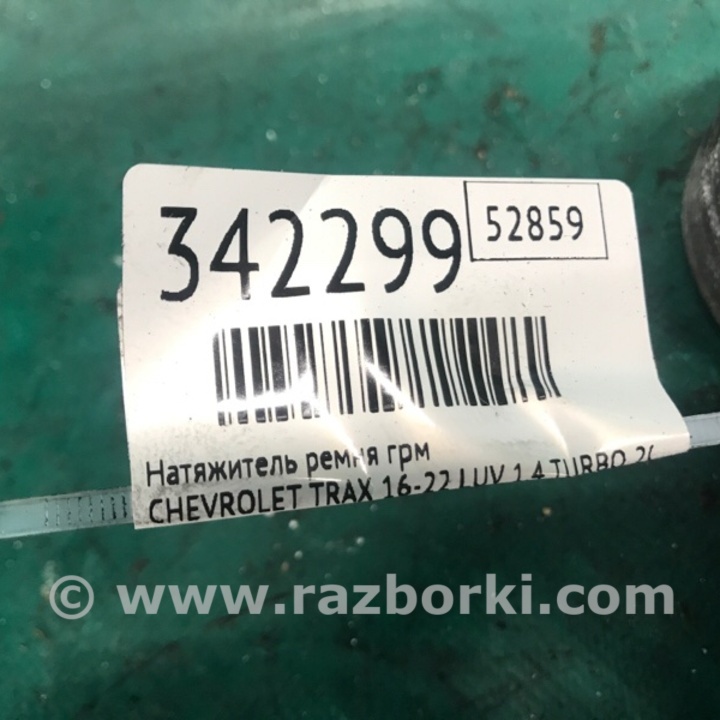 342299
52859
Натяжитель ремня грм
CHEVROLET TRAX 16-22 LUV 1.4 TURBO
© www.razborki.com